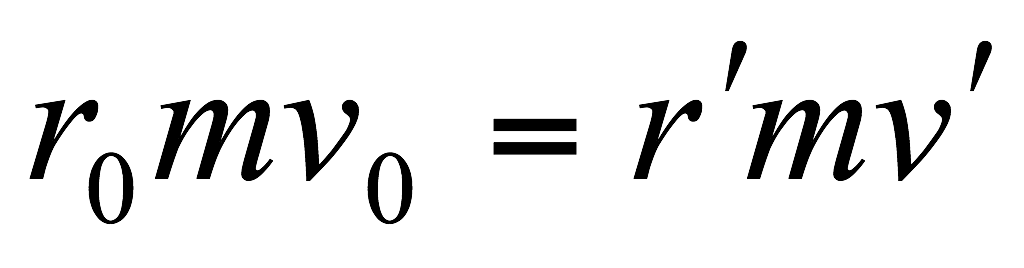 r₀mv₀ = r′mv′